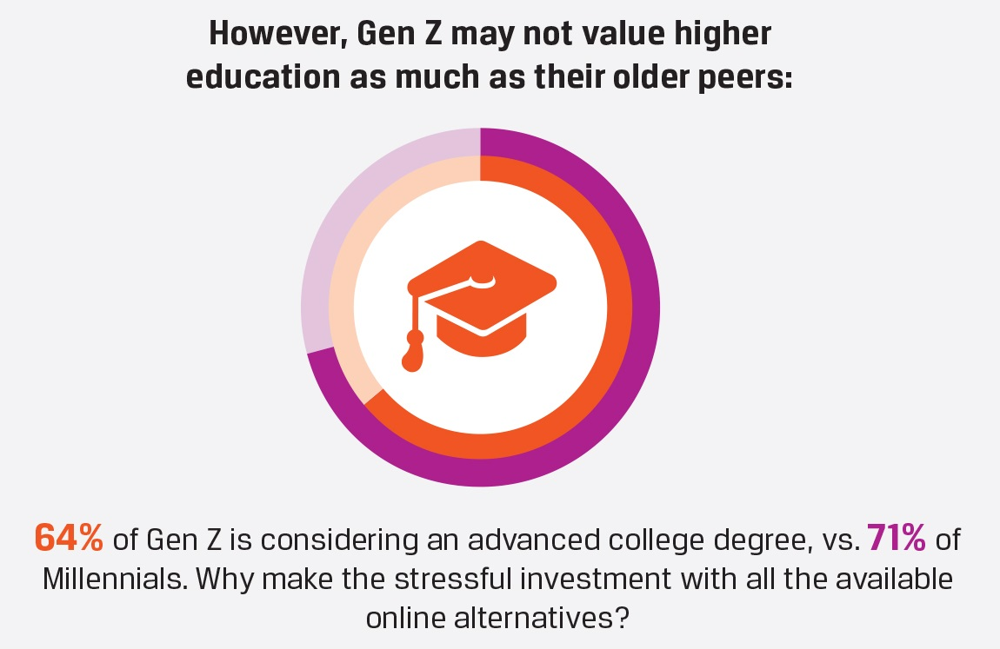 However, Gen Z may not value higher
education as much as their older peers:
64% of Gen Z is considering an advanced college degree, vs. 71% of
Millennials. Why make the stressful investment with all the available
online alternatives?